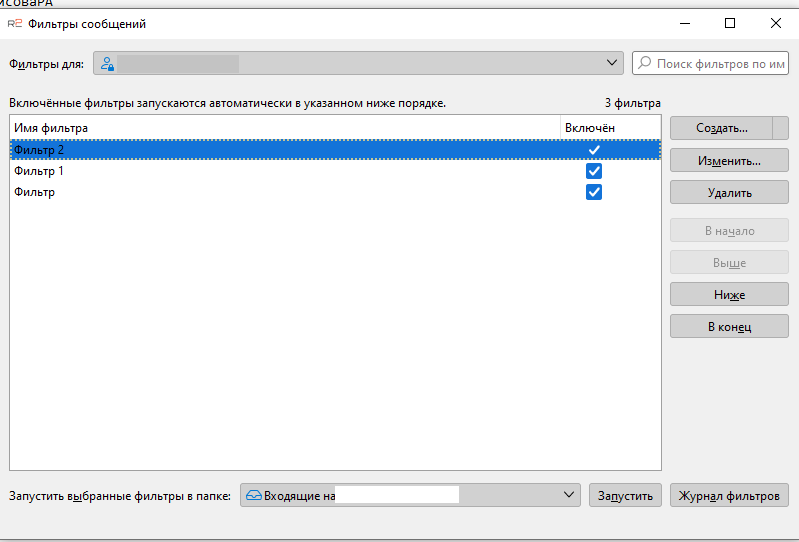 R2 Фильтры сообщений
Фильтры для:
Поиск фильтров по им
Включённые фильтры запускаются автоматически в указанном ниже порядке. 3 фильтра
Имя фильтра Включён
Фильтр 2
Фильтр 1
Фильтр
Создать...
Изменить...
Удалить
В начало
Выше
Ниже
В конец
Запустить выбранные фильтры в папке: Входящие на Запустить Журнал фильтров